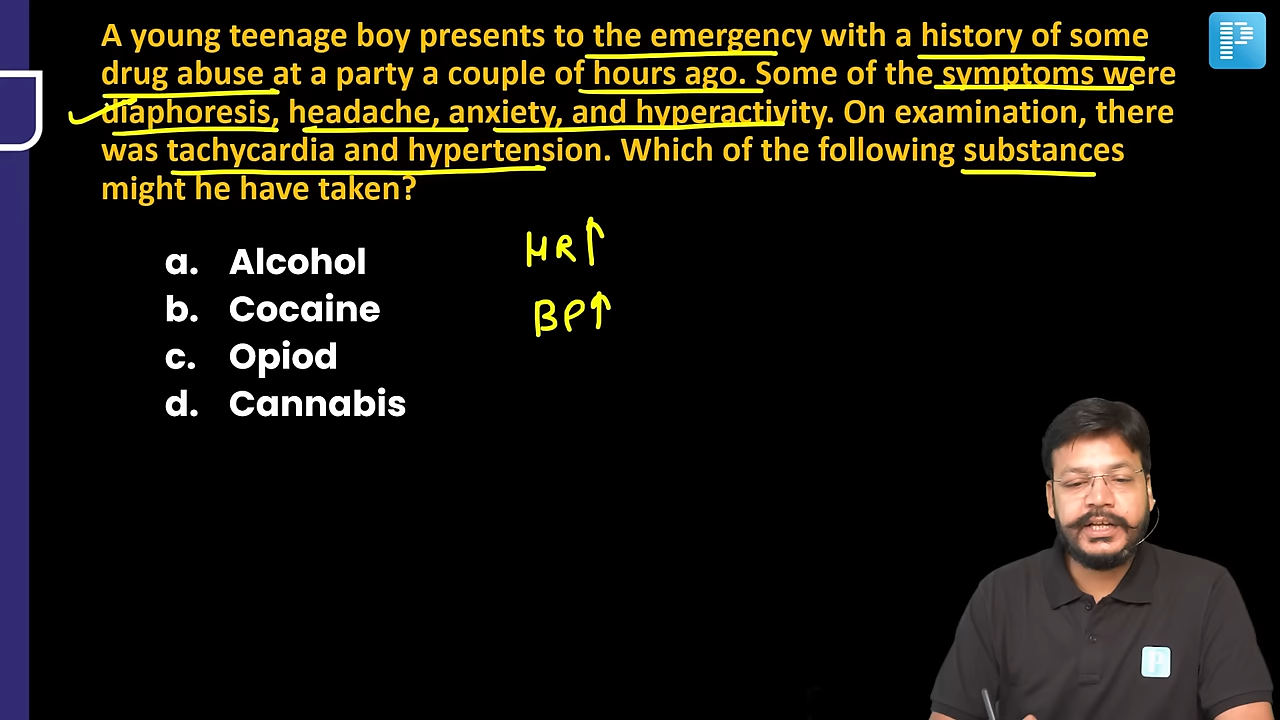 A young teenage boy presents to the emergency with a history of some
drug abuse at a party a couple of hours ago. Some of the symptoms were
diaphoresis, headache, anxiety, and hyperactivity. On examination, there
was tachycardia and hypertension. Which of the following substances
might he have taken?
a. Alcohol
b. Cocaine
c. Opiod
d. Cannabis
HR↑
BP↑